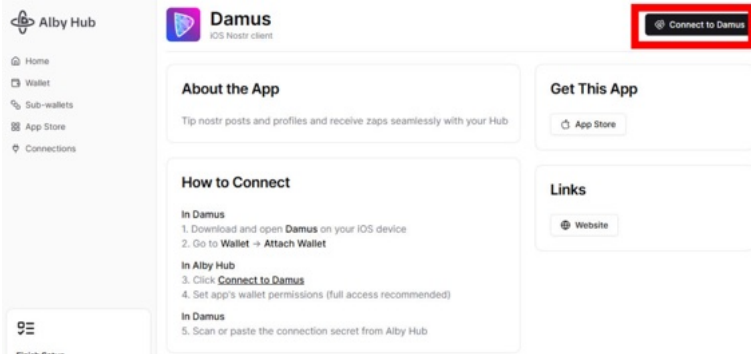 Alby Hub
Home
Wallet
Sub-wallets
App Store
Connections
Damus
iOS Nostr client
Connect to Damus
About the App
Tip nostr posts and profiles and receive zaps seamlessly with your Hub
Get This App
App Store
How to Connect
In Damus
1. Download and open Damus on your iOS device
2. Go to Wallet → Attach Wallet
In Alby Hub
3. Click Connect to Damus
4. Set app's wallet permissions (full access recommended)
In Damus
5. Scan or paste the connection secret from Alby Hub
Links
Website